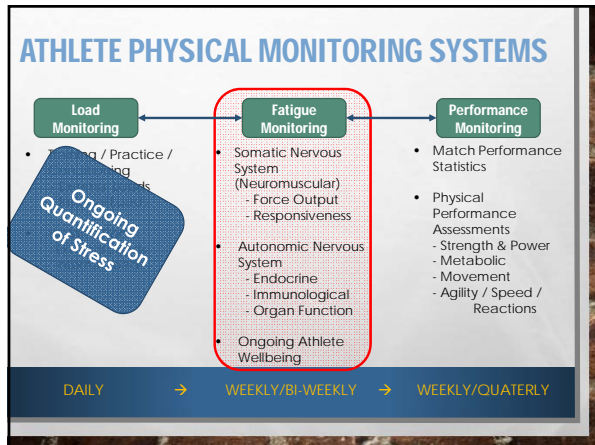 ATHLETE PHYSICAL MONITORING SYSTEMS
Load
Monitoring
Fatigue
Monitoring
Performance
Monitoring
/ Practice /
Ongoing
Quantification
of Stress
• Somatic Nervous
System
(Neuromuscular)
- Force Output
- Responsiveness
• Autonomic Nervous
System
- Endocrine
- Immunological
- Organ Function
• Ongoing Athlete
Wellbeing
• Match Performance
Statistics
• Physical
Performance
Assessments
- Strength & Power
- Metabolic
- Movement
- Agility / Speed /
Reactions
DAILY → WEEKLY/BI-WEEKLY → WEEKLY/QUATERLY